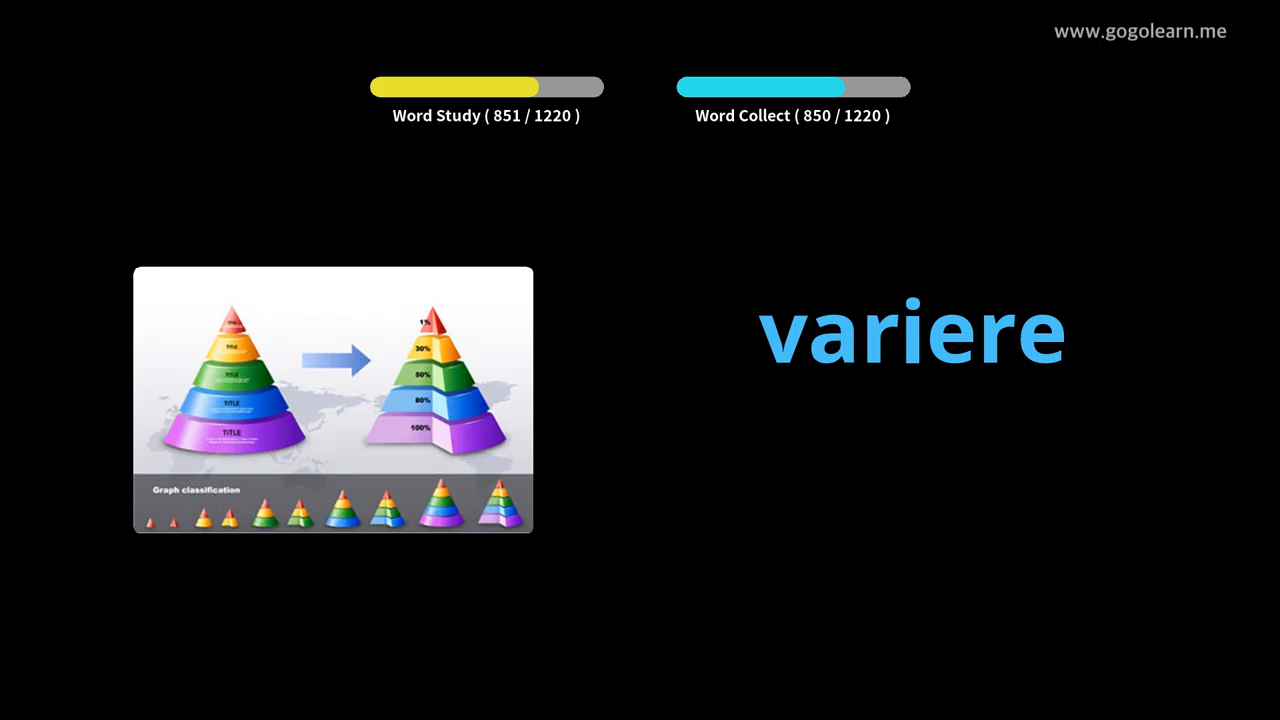 www.gogolearn.me
Word Study ( 851 / 1220 )
Word Collect ( 850 / 1220 )
variere
TITLE
TITLE
TITLE
TITLE
1%
30%
50%
80%
100%
Graph classification